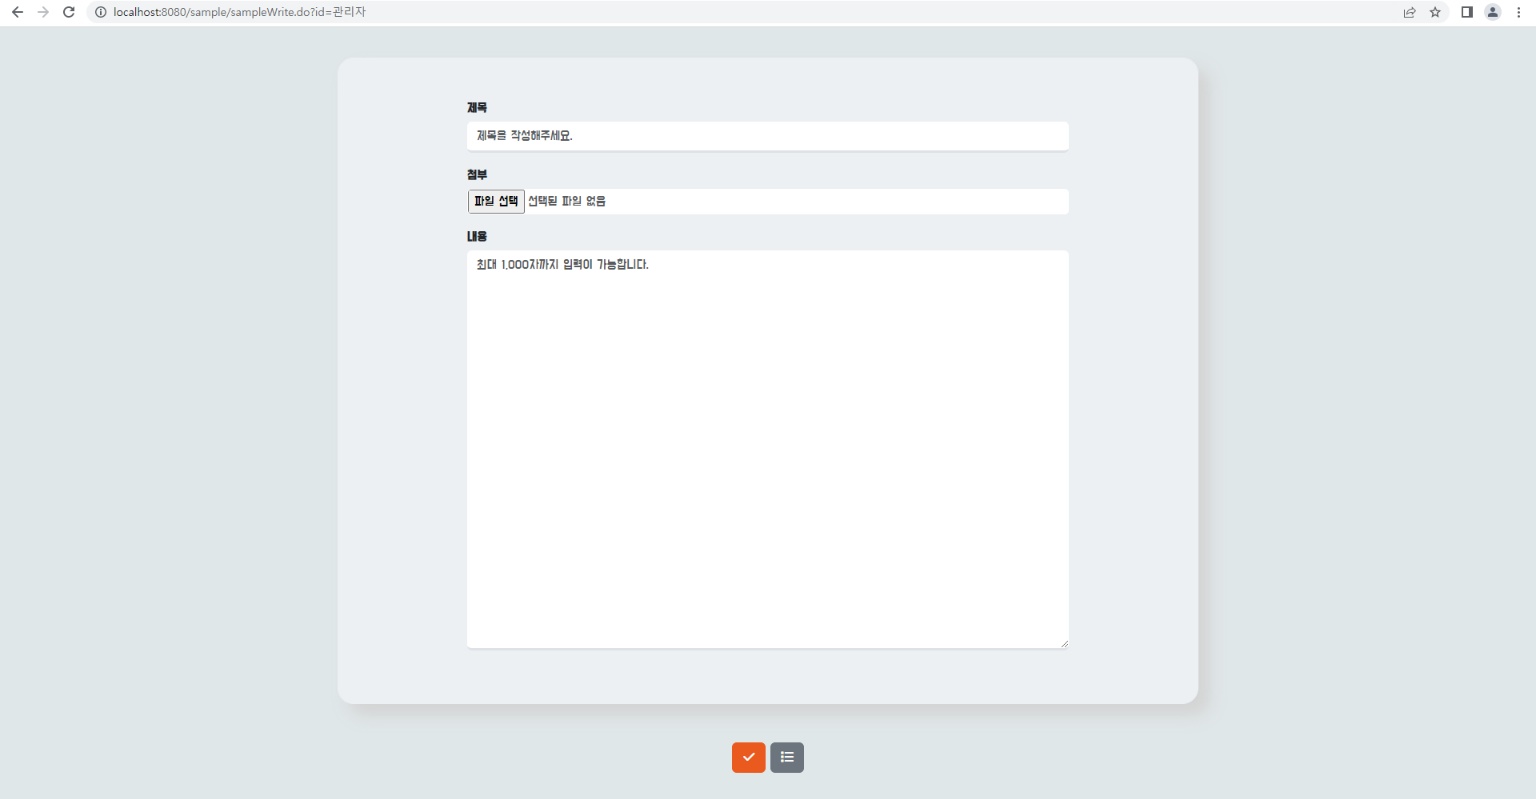 localhost:8080/sample/sampleWrite.do?id=관리자
제목
제목을 작성해주세요.
첨부
파일 선택 선택된 파일 없음
내용
최대 1,000자까지 입력이 가능합니다.